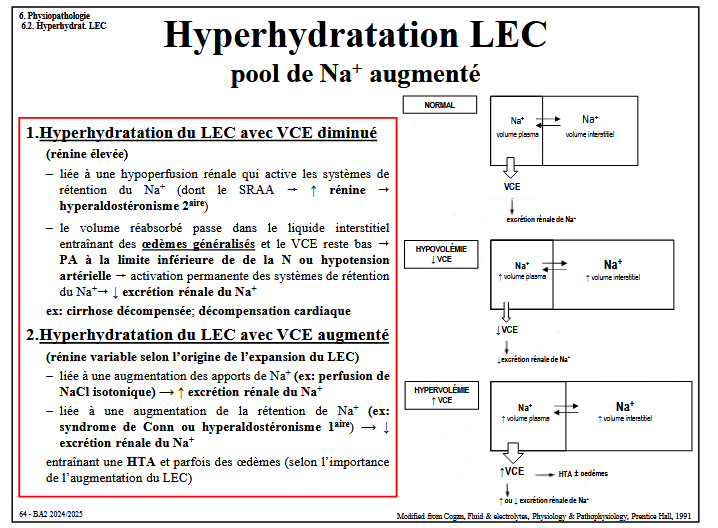 6. Physiopathologie
6.2. Hyperhydrat. LEC
Hyperhydratation LEC
pool de Na⁺ augmenté
1.Hyperhydratation du LEC avec VCE diminué
(rénine élevée)
– liée à une hypoperfusion rénale qui active les systèmes de
rétention du Na⁺ (dont le SRAA → ↑ rénine →
hyperaldostéronisme 2aire)
– le volume réabsorbé passe dans le liquide interstitiel
entraînant des œdèmes généralisés et le VCE reste bas →
PA à la limite inférieure de de la N ou hypotension
artérielle → activation permanente des systèmes de rétention
du Na⁺→ ↓ excrétion rénale du Na⁺
ex: cirrhose décompensée; décompensation cardiaque
2.Hyperhydratation du LEC avec VCE augmenté
(rénine variable selon l'origine de l'expansion du LEC)
– liée à une augmentation des apports de Na⁺ (ex: perfusion de
NaCl isotonique) → ↑ excrétion rénale du Na⁺
– liée à une augmentation de la rétention de Na⁺ (ex:
syndrome de Conn ou hyperaldostéronisme 1aire) → ↓
excrétion rénale du Na⁺
entraînant une HTA et parfois des œdèmes (selon l'importance
de l'augmentation du LEC)
NORMAL
Na⁺ Na⁺
volume plasma volume interstitiel
VCE
excrétion rénale de Na⁺
HYPOVOLÉMIE
↓ VCE
Na⁺ Na⁺
↑ volume plasma ↑ volume interstitiel
↓VCE
↓excrétion rénale de Na⁺
HYPERVOLÉMIE
↑ VCE
Na⁺ Na⁺
↑ volume plasma ↑ volume interstitiel
↑VCE → HTA ± oedèmes
↑ ou ↓ excrétion rénale de Na⁺
64 - BA2 2024/2025
Modified from Cogan, Fluid & electrolytes, Physiology & Pathophysiology, Prentice Hall, 1991